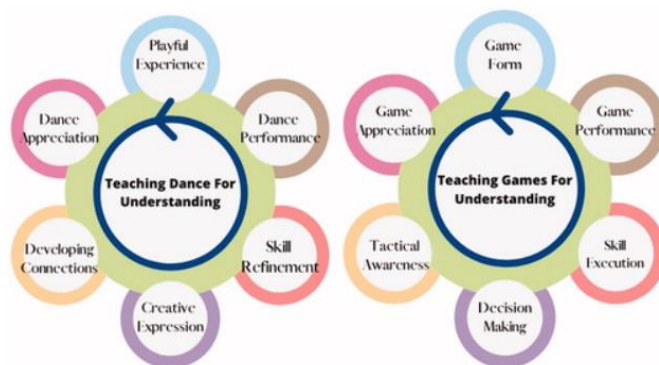 Playful
Experience
Dance
Appreciation
Dance
Performance
Teaching Dance For
Understanding
Developing
Connections
Skill
Refinement
Creative
Expression
Game
Form
Game
Appreciation
Game
Performance
Teaching Games For
Understanding
Tactical
Awareness
Skill
Execution
Decision
Making